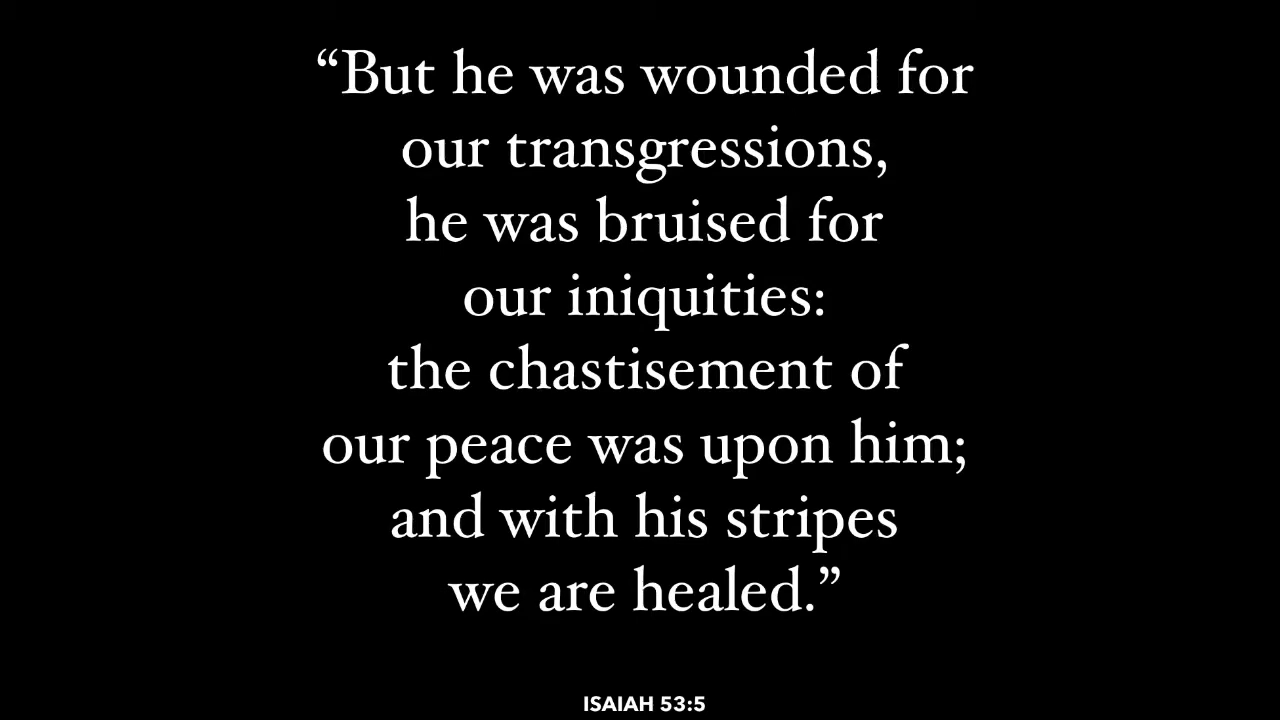 “But he was wounded for
our transgressions,
he was bruised for
our iniquities:
the chastisement of
our peace was upon him;
and with his stripes
we are healed.”
ISAIAH 53:5